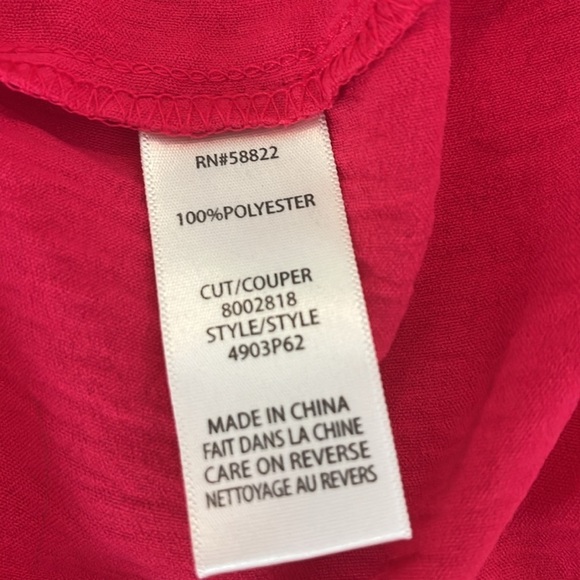 RN#58822
100%POLYESTER
CUT/COUPER
8002818
STYLE/STYLE
4903P62
MADE IN CHINA
FAIT DANS LA CHINE
CARE ON REVERSE
NETTOYAGE AU REVERS